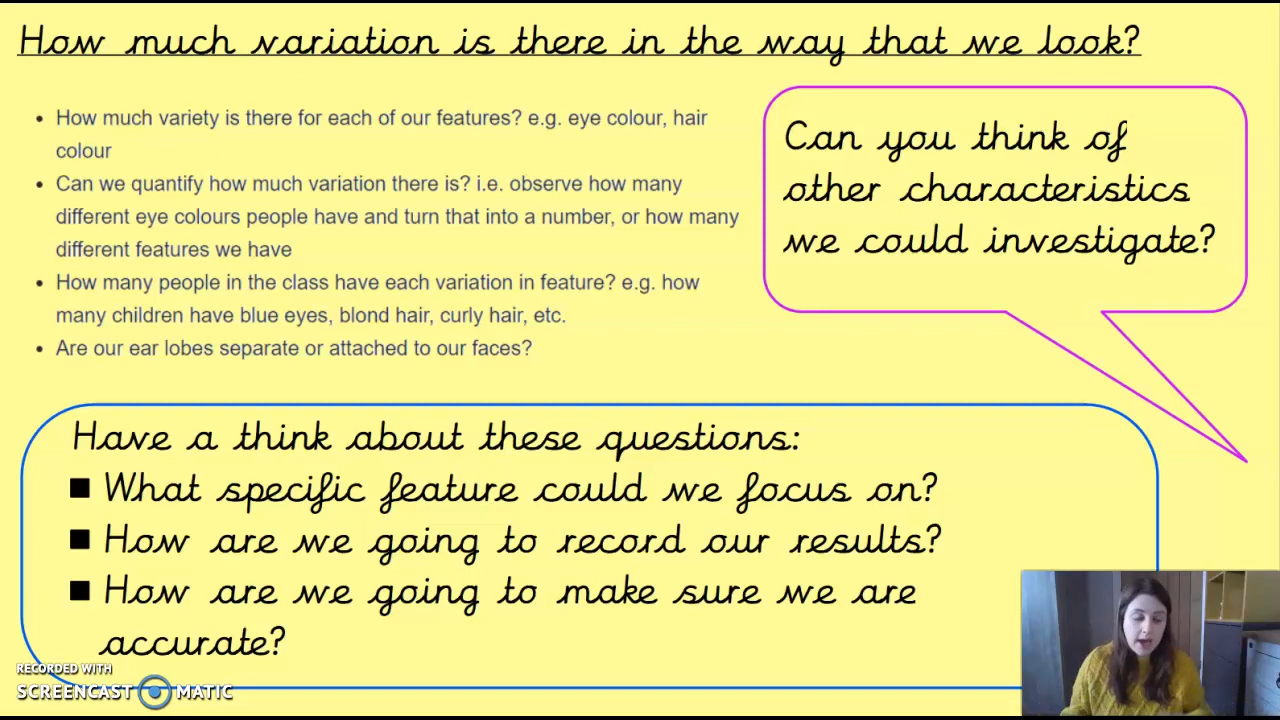 How much variation is there in the way that we look?
How much variety is there for each of our features? e.g. eye colour, hair
colour
Can we quantify how much variation there is? i.e. observe how many
different eye colours people have and turn that into a number, or how many
different features we have
How many people in the class have each variation in feature? e.g. how
many children have blue eyes, blond hair, curly hair, etc.
Are our ear lobes separate or attached to our faces?
Can you think of
other characteristics
we could investigate?
Have a think about these questions:
What specific feature could we focus on?
How are we going to record our results?
How are we going to make sure we are
accurate?
RECORDED WITH
SCREENCAST MATIC